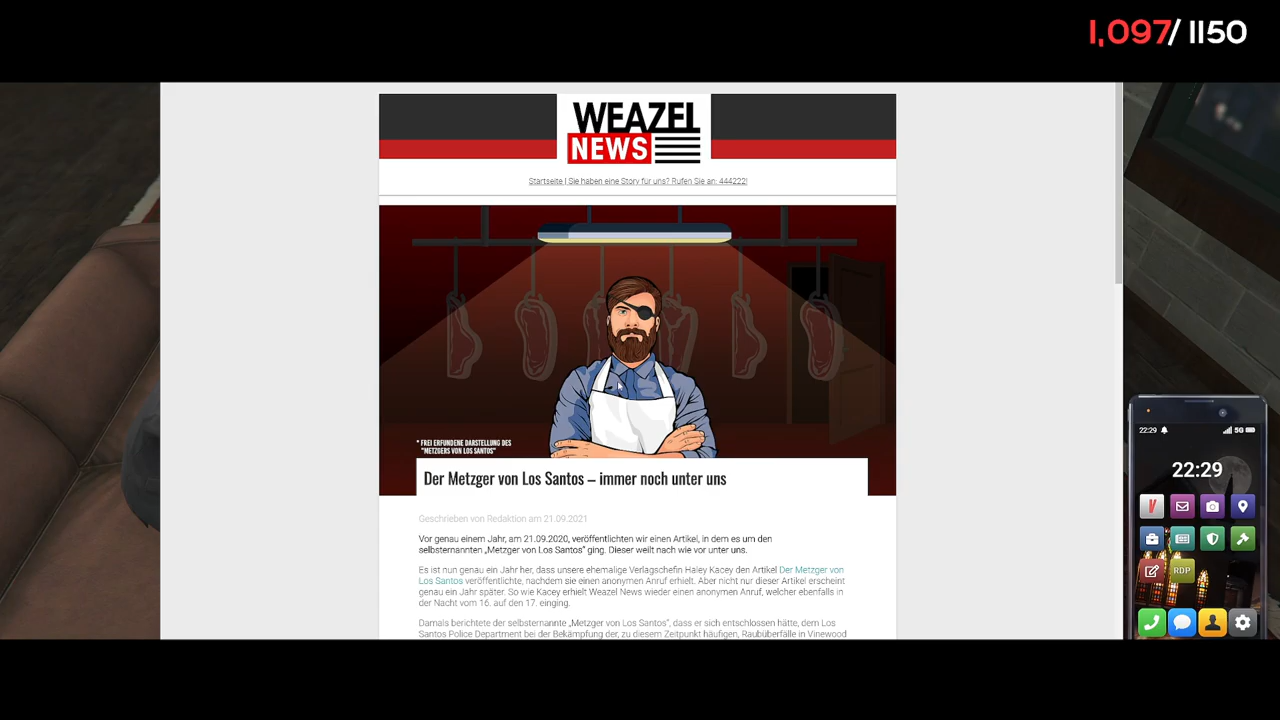 1,097/ 1150
WEAZEL
NEWS
Startseite | Sie haben eine Story für uns? Rufen Sie an: 444222!
* FREI ERFUNDENE DARSTELLUNG DES
"METZGERS VON LOS SANTOS"
Der Metzger von Los Santos – immer noch unter uns
Geschrieben von Redaktion am 21.09.2021
Vor genau einem Jahr, am 21.09.2020, veröffentlichten wir einen Artikel, in dem es um den
selbsternannten „Metzger von Los Santos" ging. Dieser weilt nach wie vor unter uns.
Es ist nun genau ein Jahr her, dass unsere ehemalige Verlagschefin Haley Kacey den Artikel Der Metzger von
Los Santos veröffentlichte, nachdem sie einen anonymen Anruf erhielt. Aber nicht nur dieser Artikel erscheint
genau ein Jahr später. So wie Kacey erhielt Weazel News wieder einen anonymen Anruf, welcher ebenfalls in
der Nacht vom 16. auf den 17. einging.
Damals berichtete der selbsternannte „Metzger von Los Santos", dass er sich entschlossen hätte, dem Los
Santos Police Department bei der Bekämpfung der, zu diesem Zeitpunkt häufigen, Raubüberfälle in Vinewood
22:29
5G
22:29
RDP